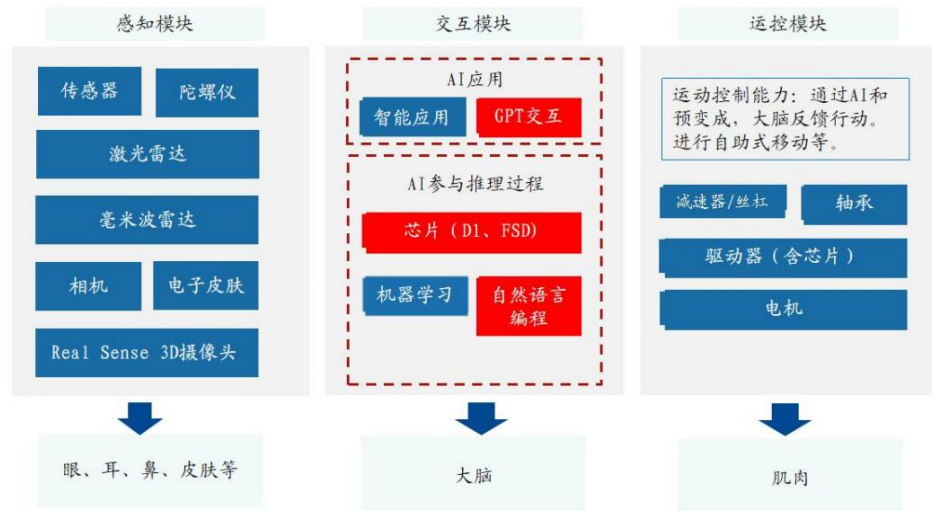 感知模块
传感器
陀螺仪
激光雷达
毫米波雷达
相机
电子皮肤
Real Sense 3D摄像头
眼、耳、鼻、皮肤等
交互模块
AI应用
智能应用
GPT交互
AI参与推理过程
芯片（D1、FSD）
机器学习
自然语言
编程
大脑
运控模块
运动控制能力：通过AI和
预变成，大脑反馈行动。
进行自助式移动等。
减速器/丝杠
轴承
驱动器（含芯片）
电机
肌肉